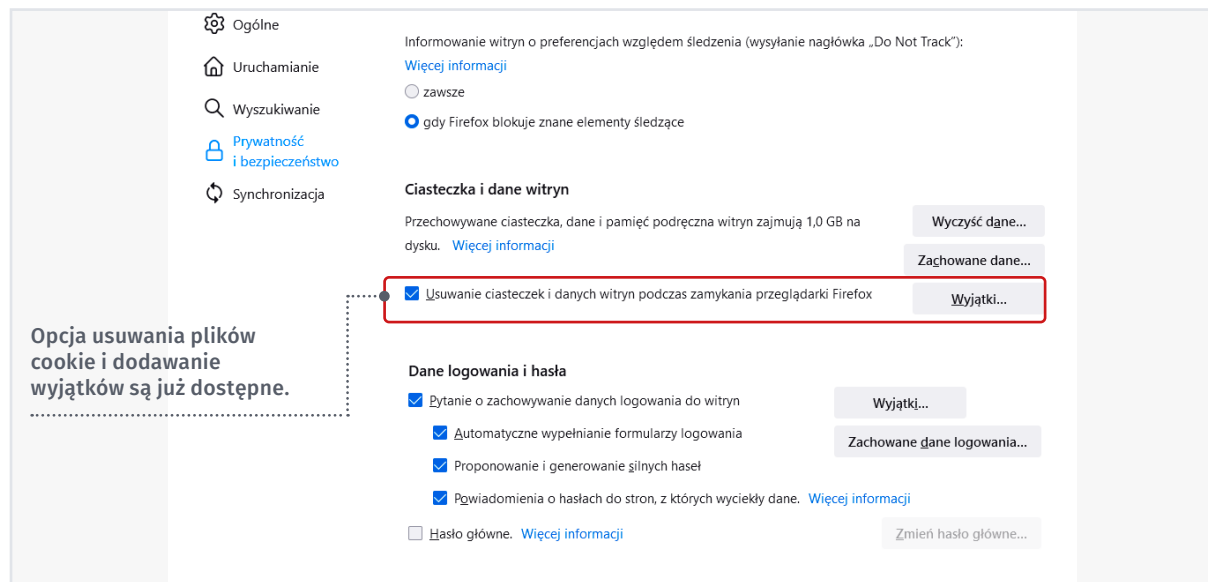 Ogólne
Uruchamianie
Wyszukiwanie
Prywatność
i bezpieczeństwo
Synchronizacja
Informowanie witryn o preferencjach względem śledzenia (wysyłanie nagłówka „Do Not Track”):
Więcej informacji
zawsze
gdy Firefox blokuje znane elementy śledzące
Ciasteczka i dane witryn
Przechowywane ciasteczka, dane i pamięć podręczna witryn zajmują 1,0 GB na
dysku. Więcej informacji
Wyczyść dane...
Zachowane dane...
Usuwanie ciasteczek i danych witryn podczas zamykania przeglądarki Firefox
Wyjątki...
Opcja usuwania plików
cookie i dodawanie
wyjątków są już dostępne.
Dane logowania i hasła
Pytanie o zachowywanie danych logowania do witryn
Wyjątki...
Automatyczne wypełnianie formularzy logowania
Zachowane dane logowania...
Proponowanie i generowanie silnych haseł
Powiadomienia o hasłach do stron, z których wyciekły dane. Więcej informacji
Hasło główne. Więcej informacji
Zmień hasło główne...